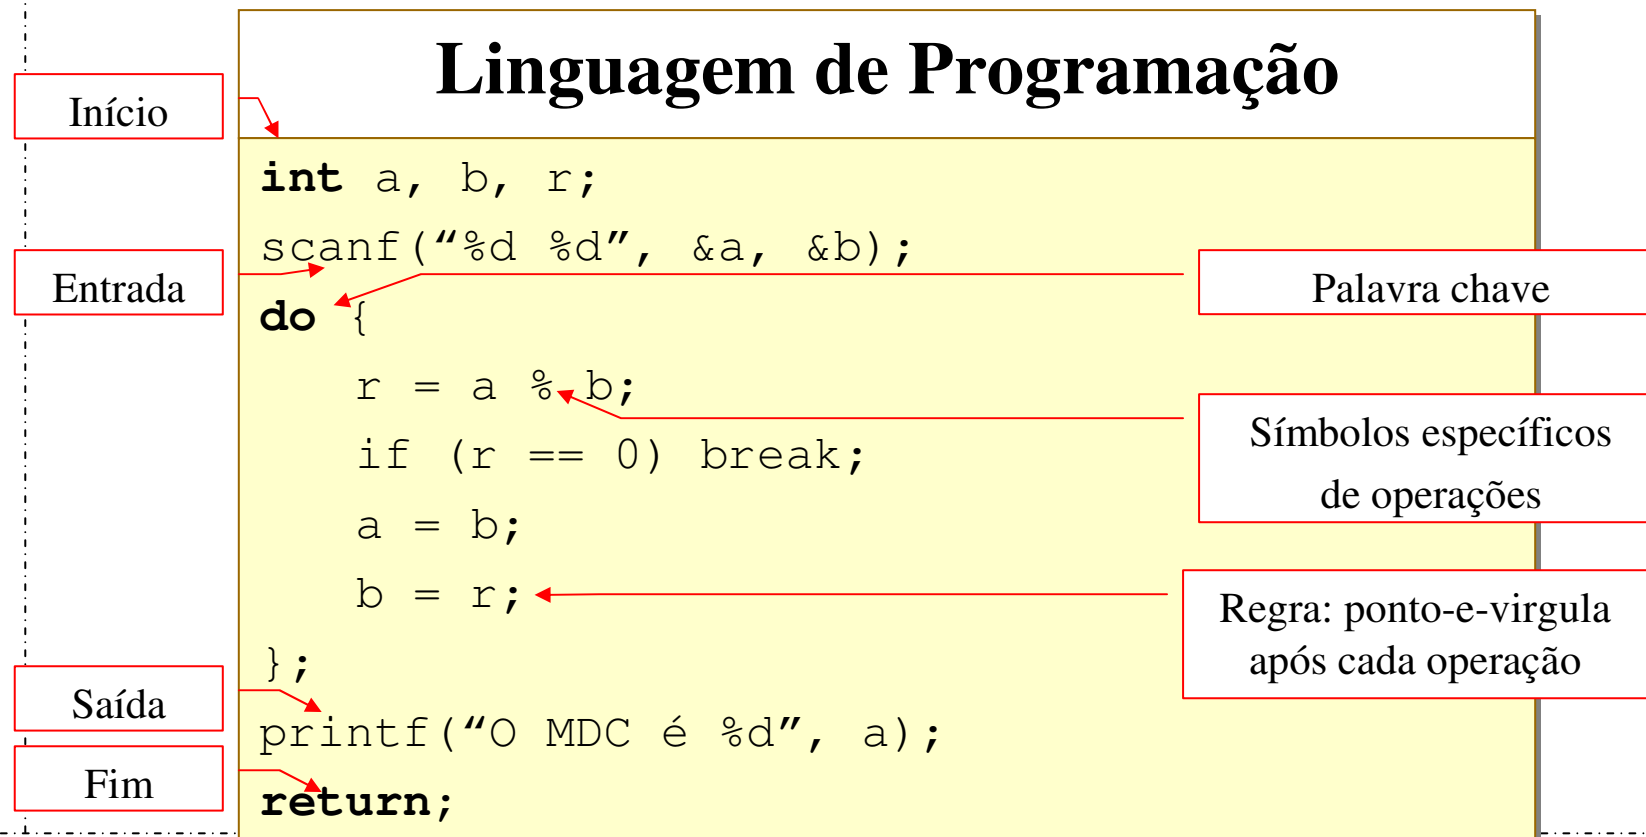 Linguagem de Programação
Início
int a, b, r;
scanf(“%d %d”, &a, &b);
Entrada
Palavra chave
do {
r = a % b;
Símbolos específicos
de operações
if (r == 0) break;
a = b;
b = r;
Regra: ponto-e-virgula
após cada operação
};
Saída
printf(“O MDC é %d”, a);
Fim
return;